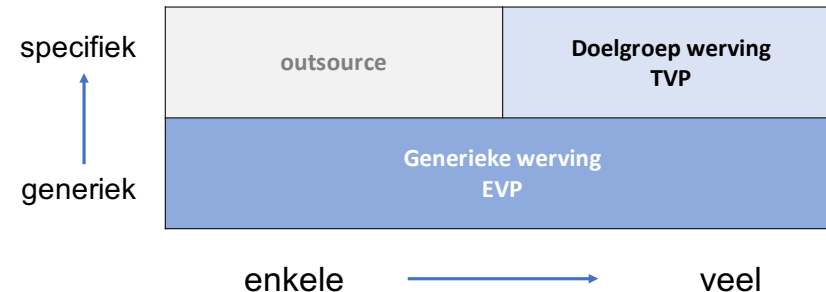 specifiek
outsource
Doelgroep werving
TVP
generiek
Generieke werving
EVP
enkele
veel